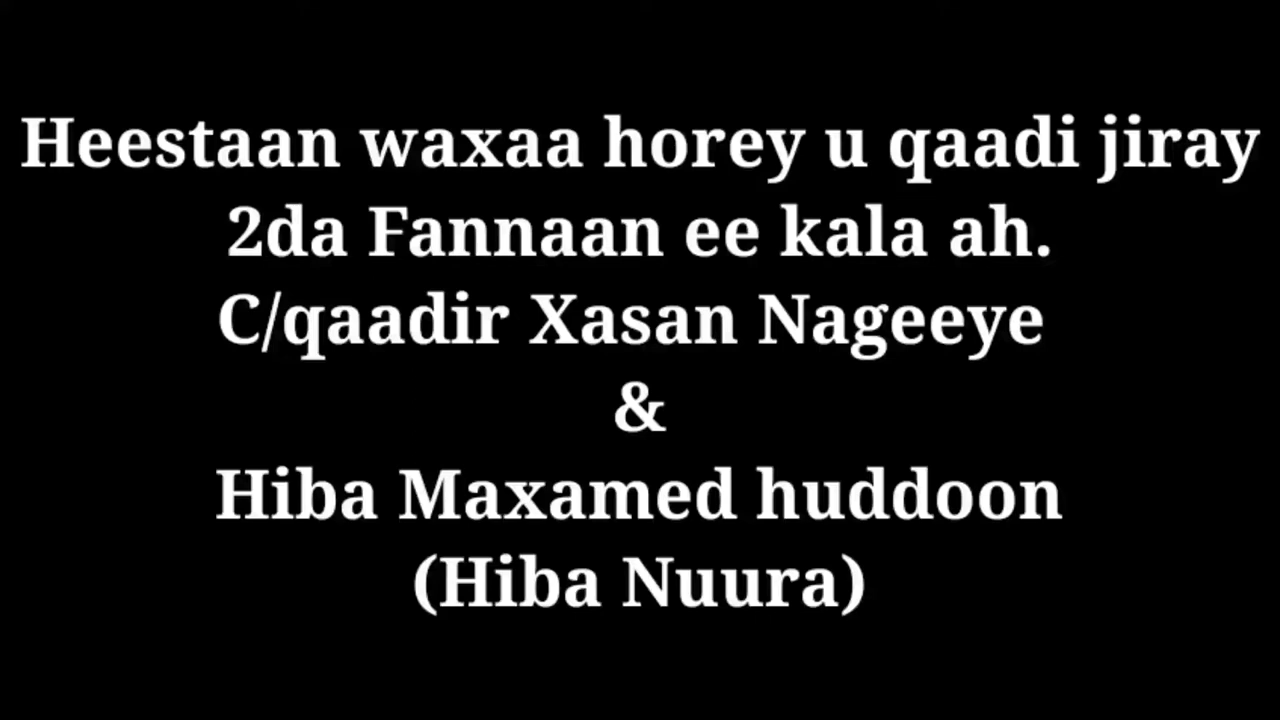 Heestaan waxaa horey u qaadi jiray
2da Fannaan ee kala ah.
C/qaadir Xasan Nageeye
&
Hiba Maxamed huddoon
(Hiba Nuura)